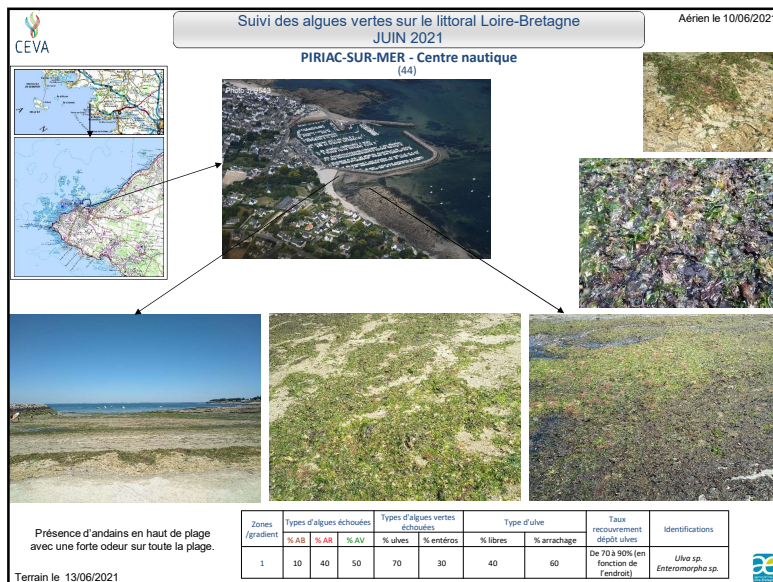 CEVA
Suivi des algues vertes sur le littoral Loire-Bretagne
JUIN 2021
Aérien le 10/06/2021
PIRIAC-SUR-MER - Centre nautique
(44)
Présence d'andains en haut de plage
avec une forte odeur sur toute la plage.
Terrain le 13/06/2021
Zones /gradient Types d'algues échouées Types d'algues vertes échouées Type d'ulve Taux recouvrement dépôt ulves Identifications
% AB % AR % AV % ulves % entéros % libres % arrachage
1 10 40 50 70 30 40 60 De 70 à 90% (en fonction de l'endroit) Ulva sp. Enteromorpha sp.